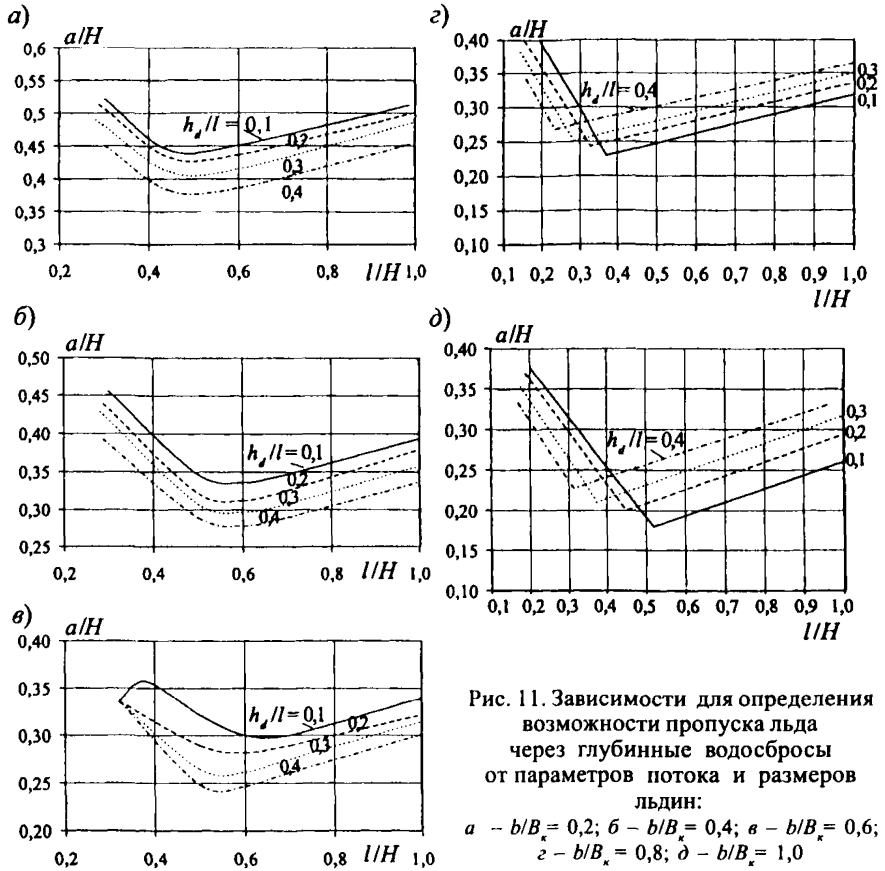 а)
a/H
0,6
0,55
0,5
0,45
0,4
0,35
0,3
h_d/l = 0,1
0,2
0,3
0,4
0,2 0,4 0,6 0,8 1,0
l/H
б)
a/H
0,50
0,45
0,40
0,35
0,30
0,25
h_d/l=0,1
0,2
0,3
0,4
0,2 0,4 0,6 0,8 1,0
l/H
в)
a/H
0,40
0,35
0,30
0,25
0,20
h_d/l=0,1
0,2
0,3
0,4
0,2 0,4 0,6 0,8 1,0
l/H
г)
a/H
0,40
0,35
0,30
0,25
0,20
0,15
0,10
h_d/l=0,4
0,3
0,2
0,1
0,1 0,2 0,3 0,4 0,5 0,6 0,7 0,8 0,9 1,0
l/H
д)
a/H
0,40
0,35
0,30
0,25
0,20
0,15
0,10
h_d/l=0,4
0,3
0,2
0,1
0,1 0,2 0,3 0,4 0,5 0,6 0,7 0,8 0,9 1,0
l/H
Рис. 11. Зависимости для определения
возможности пропуска льда
через глубинные водосбросы
от параметров потока и размеров
льдин:
а – b/B_к= 0,2; б – b/B_к= 0,4; в – b/B_к= 0,6;
г – b/B_к= 0,8; д – b/B_к= 1,0